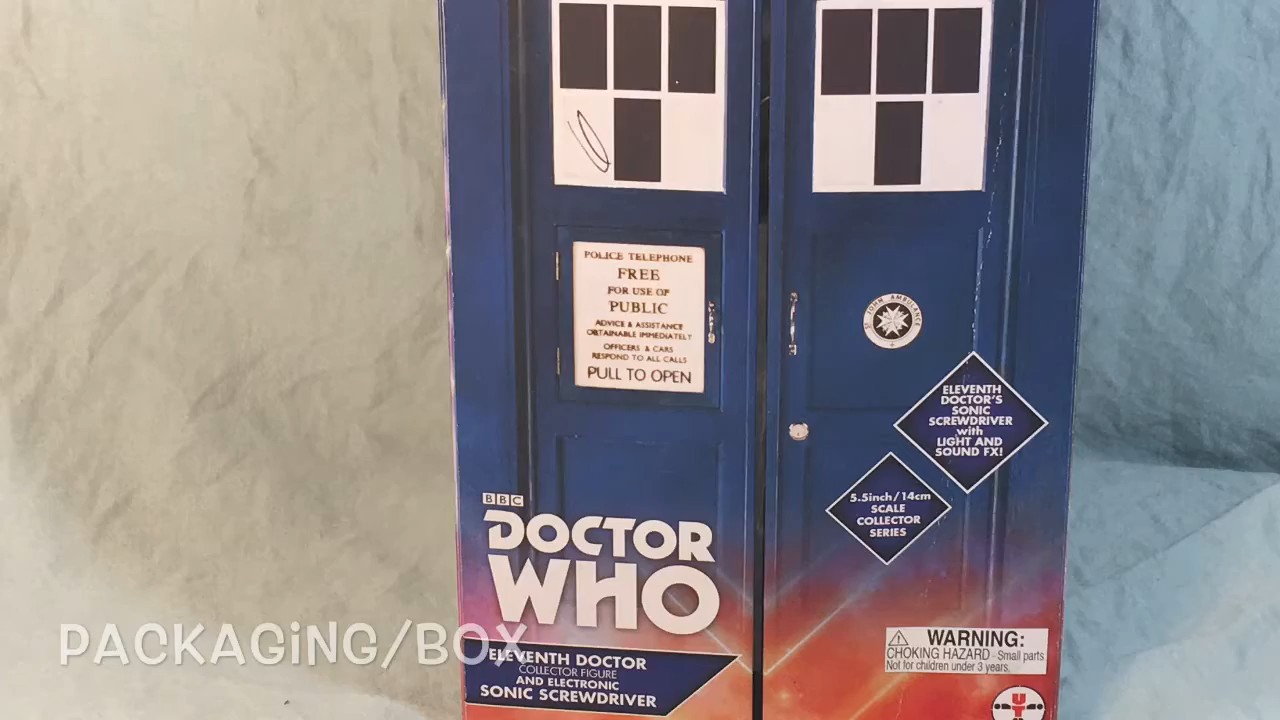 POLICE TELEPHONE
FREE
FOR USE OF
PUBLIC
ADVICE & ASSISTANCE
OBTAINABLE IMMEDIATELY
OFFICERS & CARS
RESPOND TO ALL CALLS
PULL TO OPEN
ST JOHN AMBULANCE
ELEVENTH
DOCTOR'S
SONIC
SCREWDRIVER
with
LIGHT AND
SOUND FX!
5.5inch/14cm
SCALE
COLLECTOR
SERIES
BBC
DOCTOR
WHO
PACKAGiNG/BOX
ELEVENTH DOCTOR
COLLECTOR FIGURE
AND ELECTRONIC
SONIC SCREWDRIVER
WARNING:
CHOKING HAZARD - Small parts
Not for children under 3 years.